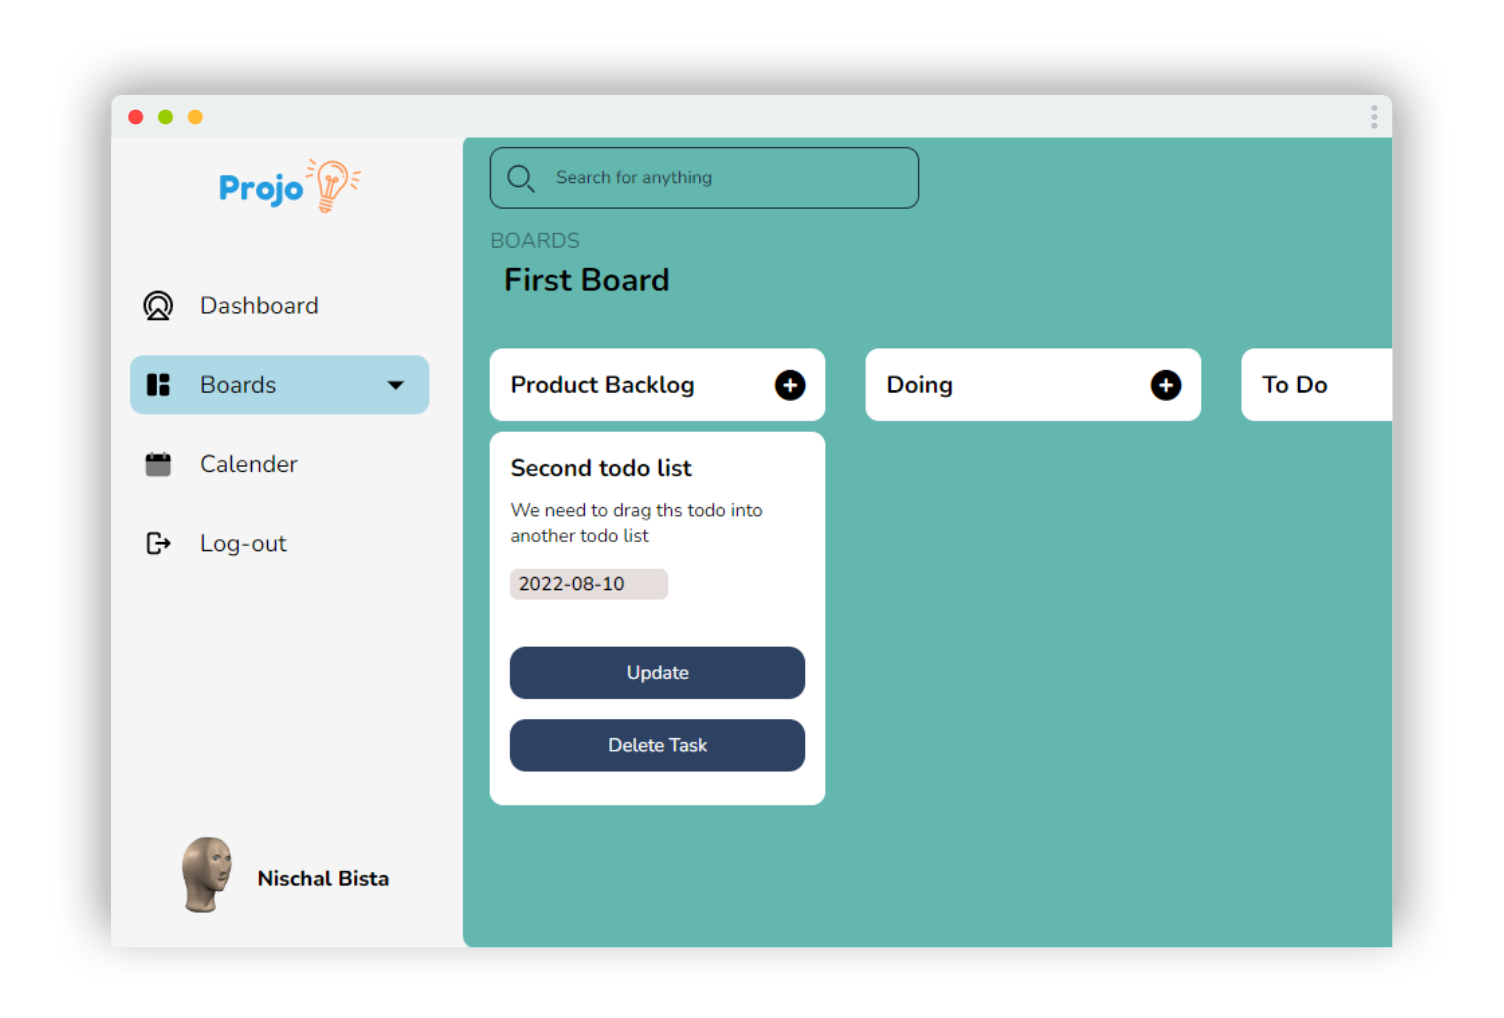 Projo
Dashboard
Boards
Calender
Log-out
Nischal Bista
Search for anything
BOARDS
First Board
Product Backlog
Second todo list
We need to drag ths todo into
another todo list
2022-08-10
Update
Delete Task
Doing
To Do